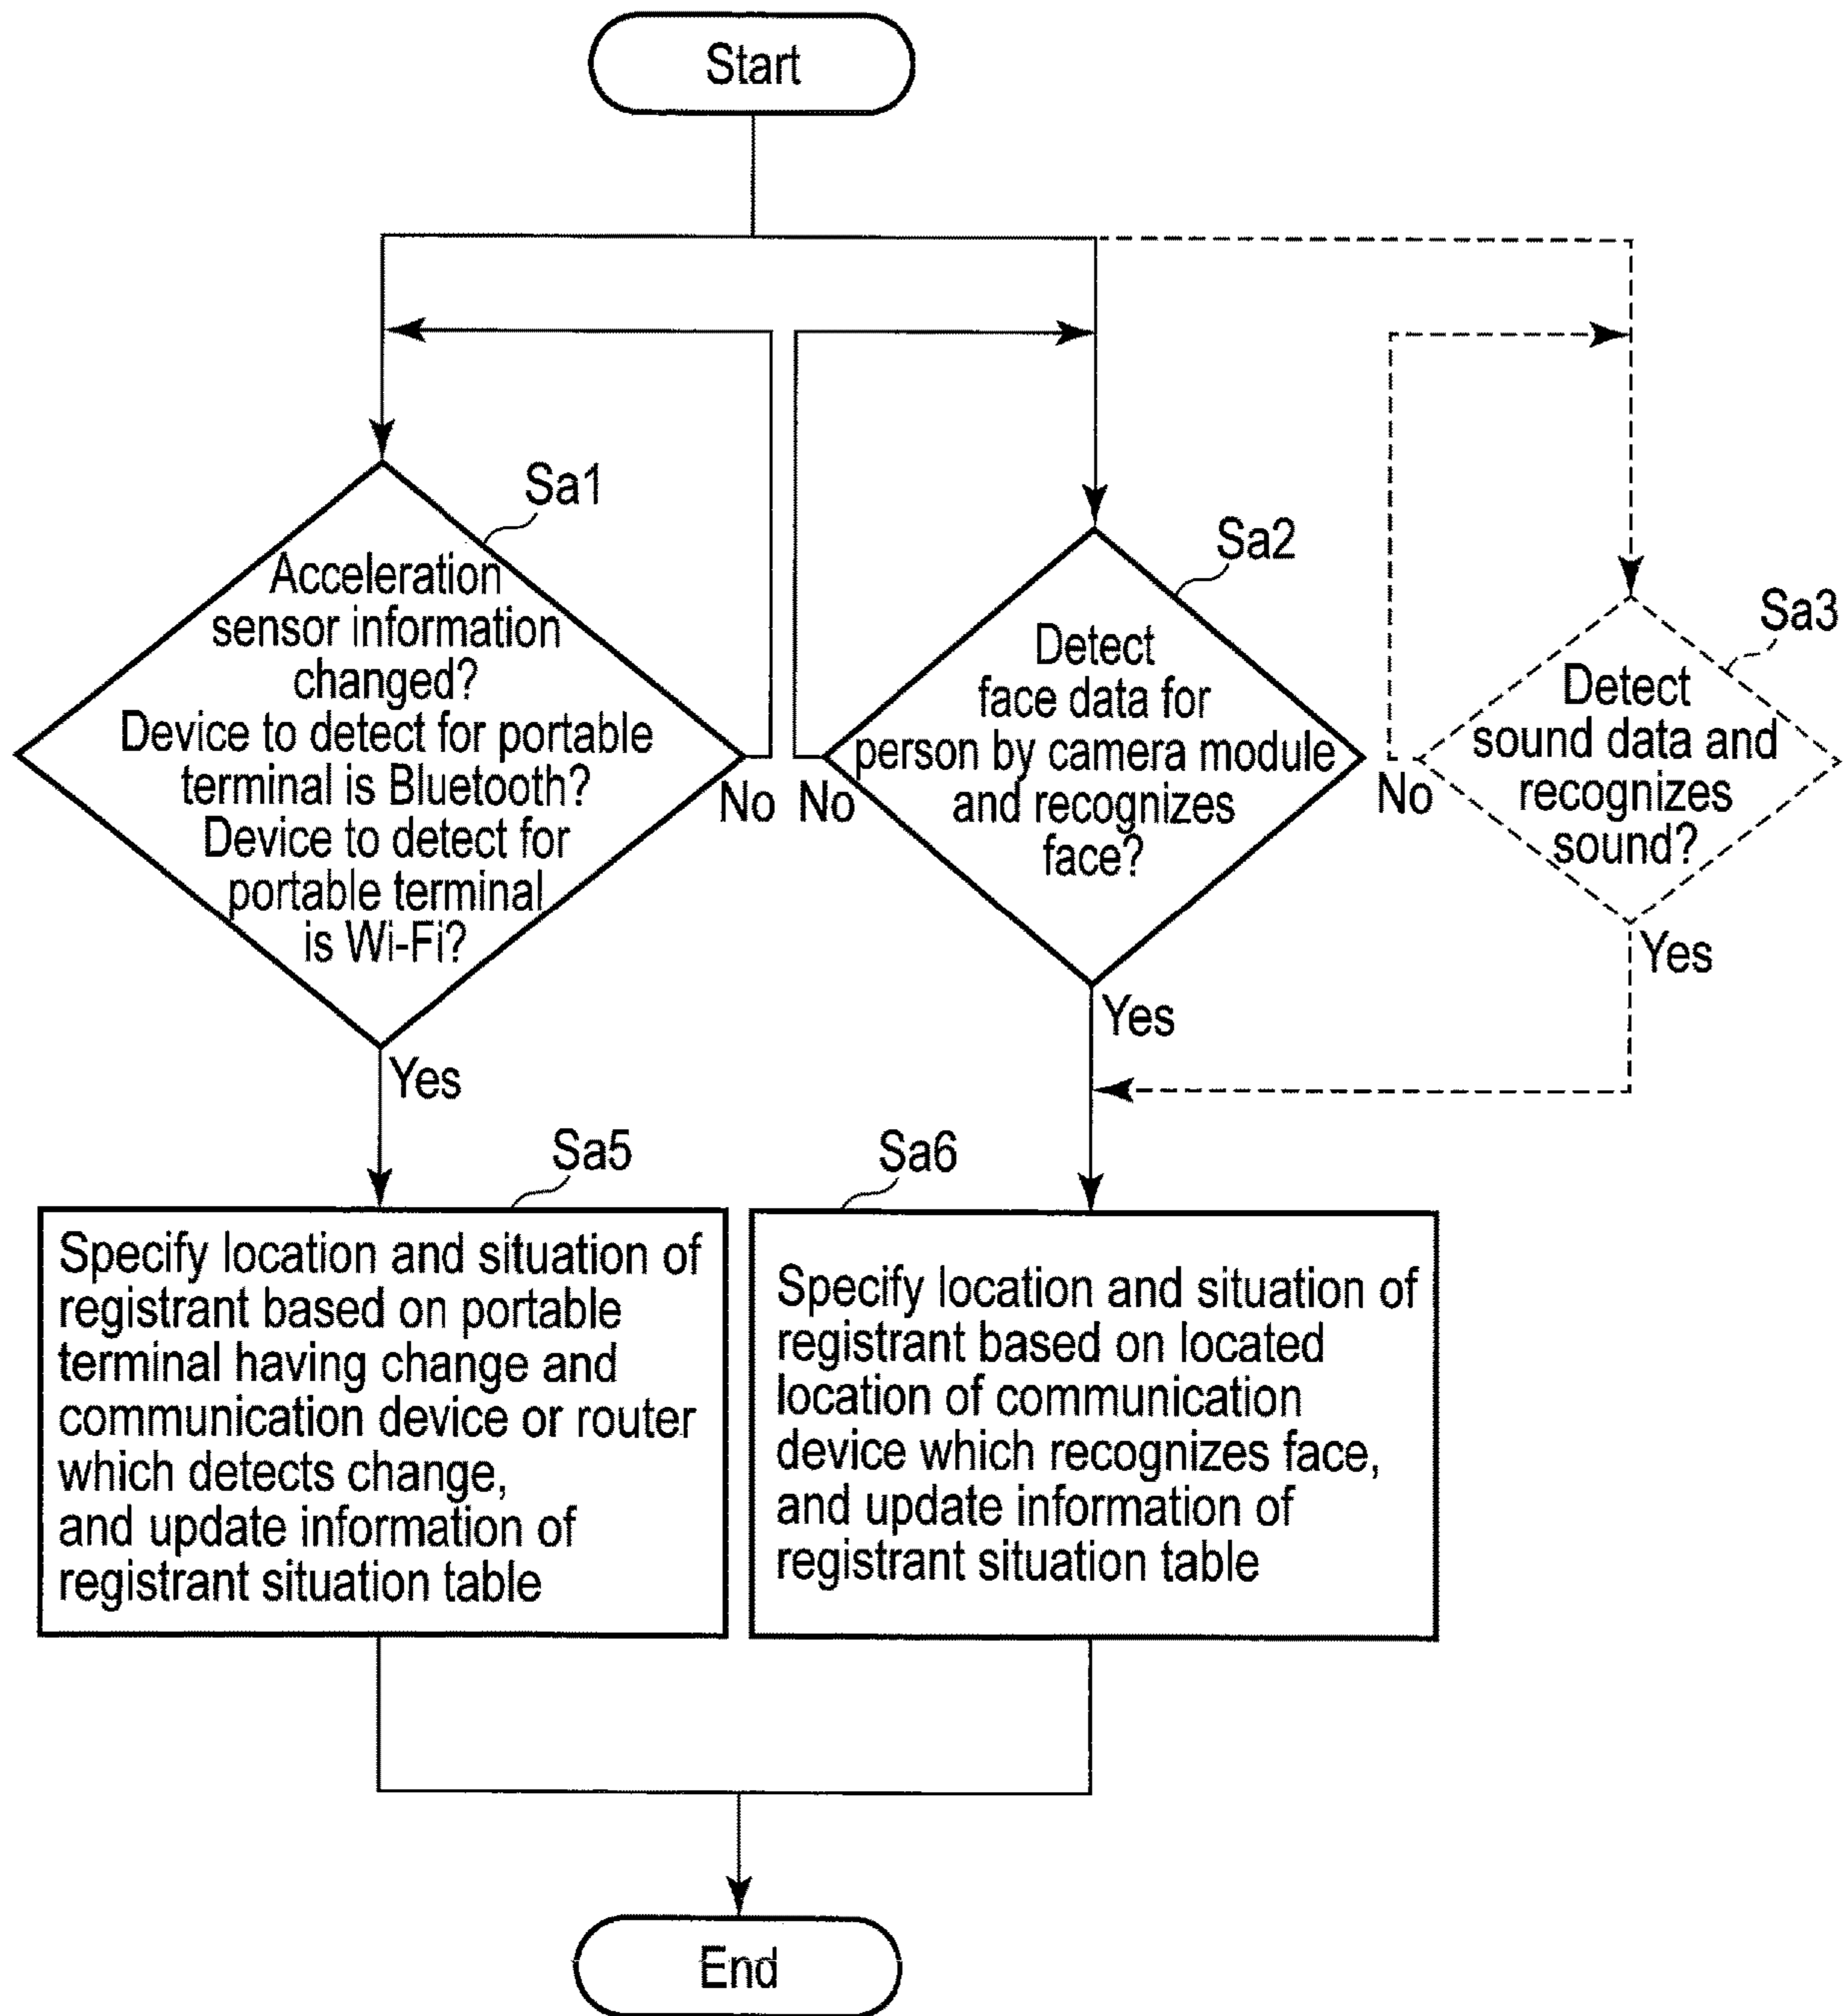 Start
Sa1
Acceleration
sensor information
changed?
Device to detect for portable
terminal is Bluetooth?
Device to detect for
portable terminal
is Wi-Fi?
No
Yes
Sa2
Detect
face data for
person by camera module
and recognizes
face?
No
Yes
Sa3
Detect
sound data and
recognizes
sound?
No
Yes
Sa5
Specify location and situation of
registrant based on portable
terminal having change and
communication device or router
which detects change,
and update information of
registrant situation table
Sa6
Specify location and situation of
registrant based on located
location of communication
device which recognizes face,
and update information of
registrant situation table
End